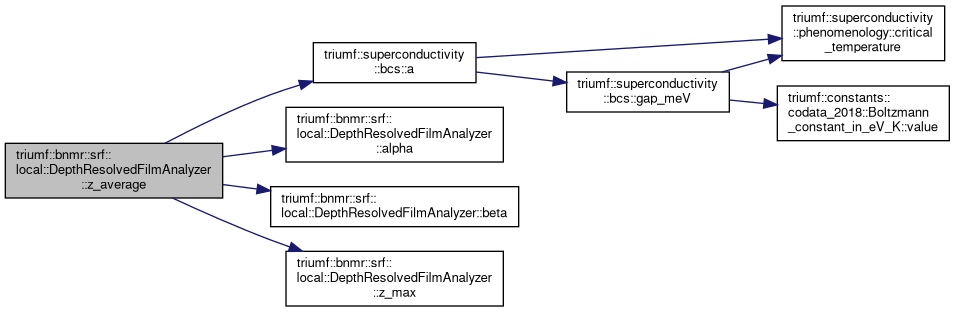 triumf::bnmr::srf::
local::DepthResolvedFilmAnalyzer
::z_average
triumf::superconductivity
::bcs::a
triumf::bnmr::srf::
local::DepthResolvedFilmAnalyzer
::alpha
triumf::bnmr::srf::
local::DepthResolvedFilmAnalyzer::beta
triumf::bnmr::srf::
local::DepthResolvedFilmAnalyzer
::z_max
triumf::superconductivity
::bcs::gap_meV
triumf::superconductivity
::phenomenology::critical
_temperature
triumf::constants::
codata_2018::Boltzmann
_constant_in_eV_K::value